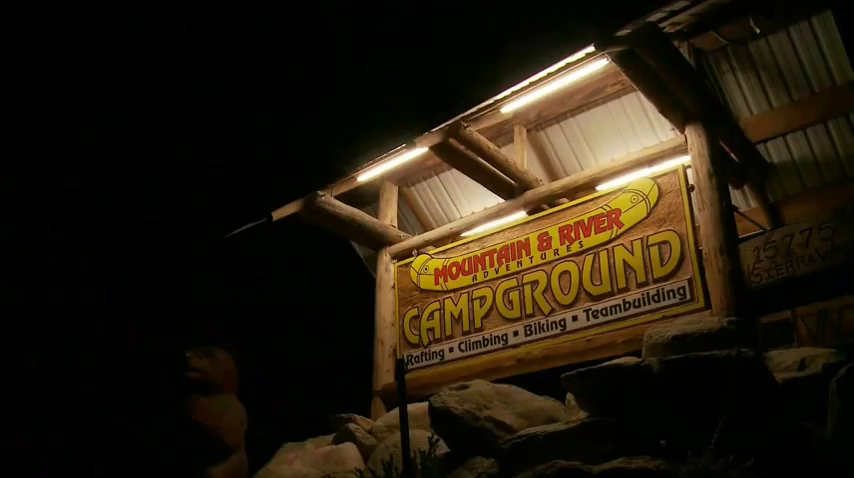 MOUNTAIN & RIVER
ADVENTURES
CAMPGROUND
Rafting ▪ Climbing ▪ Biking ▪ Teambuilding
15775
SIERRA